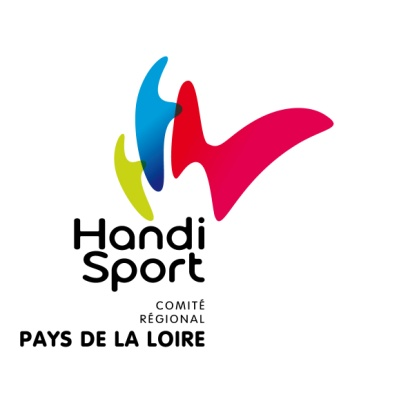 Handi
Sport
COMITÉ
RÉGIONAL
PAYS DE LA LOIRE